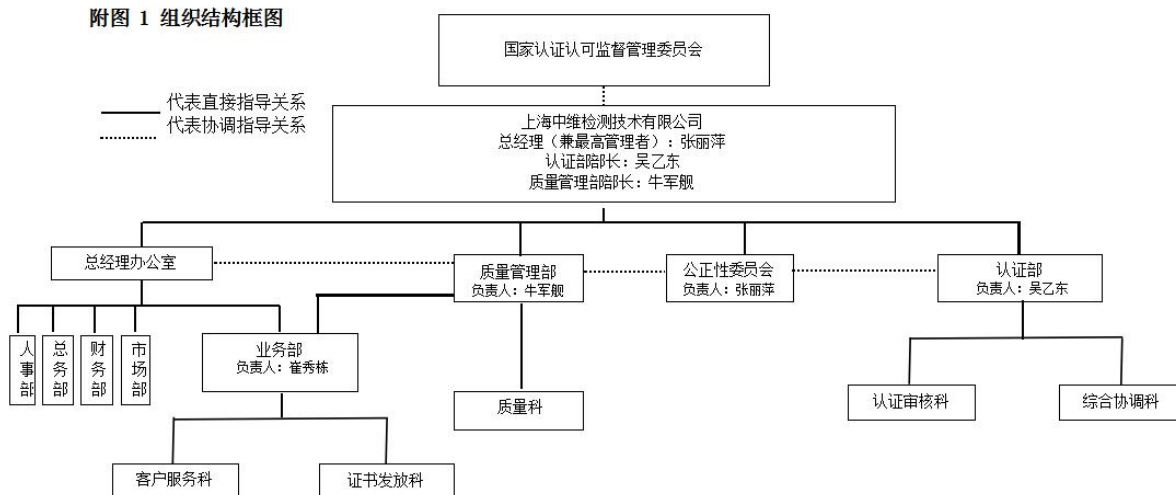 附图 1 组织结构框图
国家认证认可监督管理委员会
代表直接指导关系
代表协调指导关系
上海中维检测技术有限公司
总经理（兼最高管理者）：张丽萍
认证部部长：吴乙东
质量管理部部长：牛军舰
总经理办公室
质量管理部
负责人：牛军舰
公正性委员会
负责人：张丽萍
认证部
负责人：吴乙东
人事部
总务部
财务部
市场部
业务部
负责人：崔秀栋
质量科
认证审核科
综合协调科
客户服务科
证书发放科